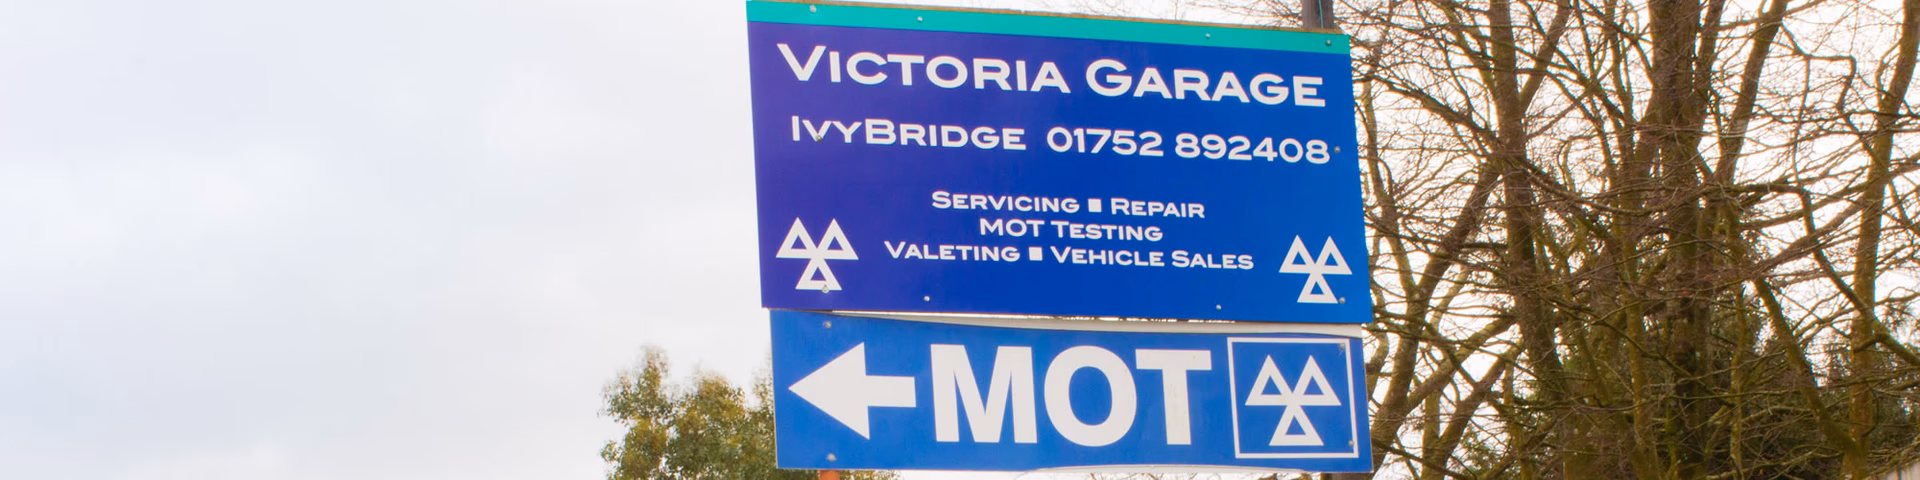 VICTORIA GARAGE
IVYBRIDGE 01752 892408
SERVICING ■ REPAIR
MOT TESTING
VALETING ■ VEHICLE SALES
MOT